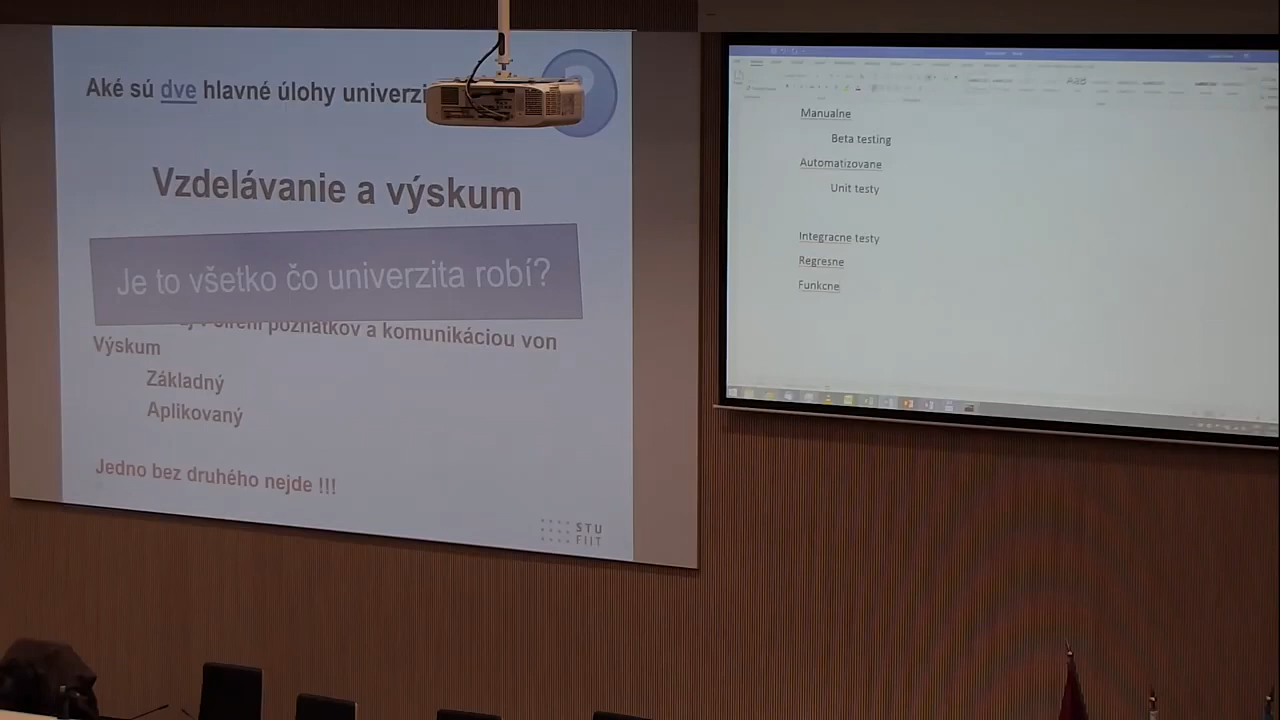 Aké sú dve hlavné úlohy univerzi
?
Vzdelávanie a výskum
Je to všetko čo univerzita robí?
šírení poznatkov a komunikáciou von
Výskum
Základný
Aplikovaný
Jedno bez druhého nejde !!!
STU
FIIT
Manualne
Beta testing
Automatizovane
Unit testy
Integracne testy
Regresne
Funkcne